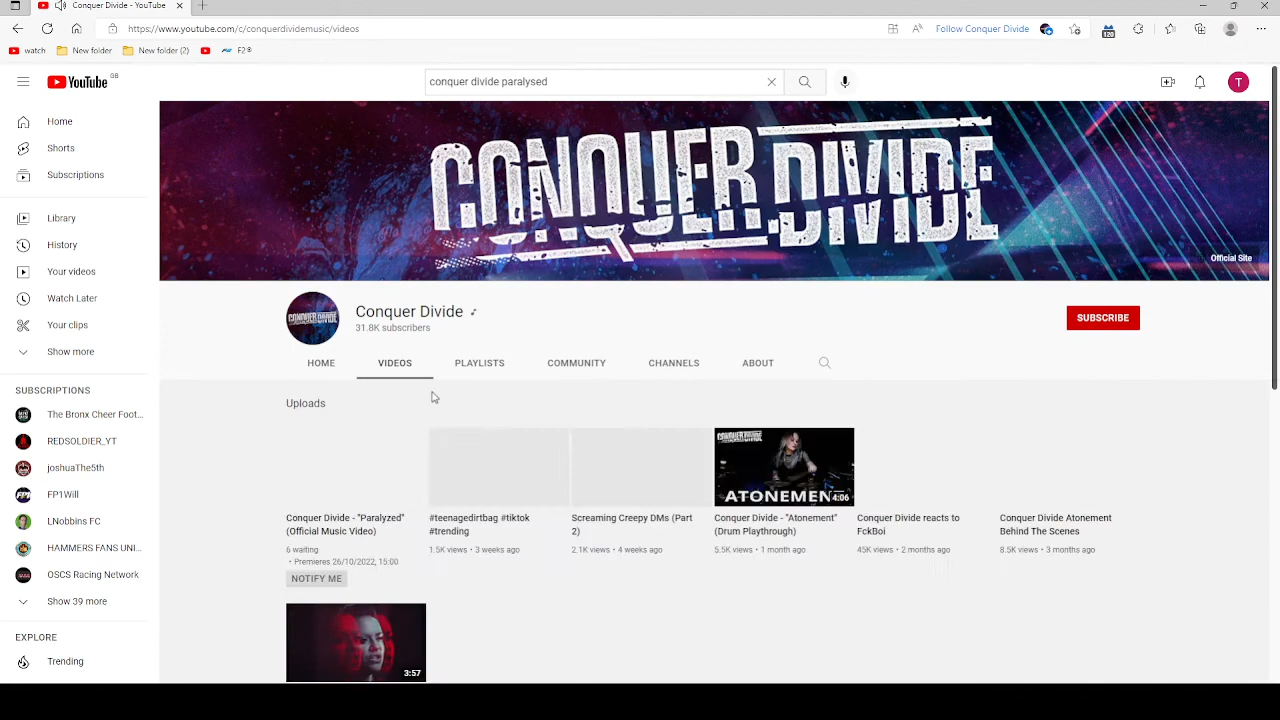 Conquer Divide - YouTube
https://www.youtube.com/c/conquerdividemusic/videos
Follow Conquer Divide
120
watch
New folder
New folder (2)
F2®
YouTube GB
conquer divide paralysed
T
Home
Shorts
Subscriptions
Library
History
Your videos
Watch Later
Your clips
Show more
SUBSCRIPTIONS
The Bronx Cheer Foot...
REDSOLDIER_YT
joshuaThe5th
FP1Will
LNobbins FC
HAMMERS FANS UNI...
OSCS Racing Network
Show 39 more
EXPLORE
Trending
CONQUER DIVIDE
Official Site
CONQUER DIVIDE
Conquer Divide
31.8K subscribers
SUBSCRIBE
HOME
VIDEOS
PLAYLISTS
COMMUNITY
CHANNELS
ABOUT
Uploads
Conquer Divide - "Paralyzed"
(Official Music Video)
6 waiting
• Premieres 26/10/2022, 15:00
NOTIFY ME
#teenagedirtbag #tiktok
#trending
1.5K views • 3 weeks ago
Screaming Creepy DMs (Part
2)
2.1K views • 4 weeks ago
CONQUER DIVIDE
ATONEMEN
4:06
Conquer Divide - "Atonement"
(Drum Playthrough)
5.5K views • 1 month ago
Conquer Divide reacts to
FckBoi
45K views • 2 months ago
Conquer Divide Atonement
Behind The Scenes
8.5K views • 3 months ago
3:57